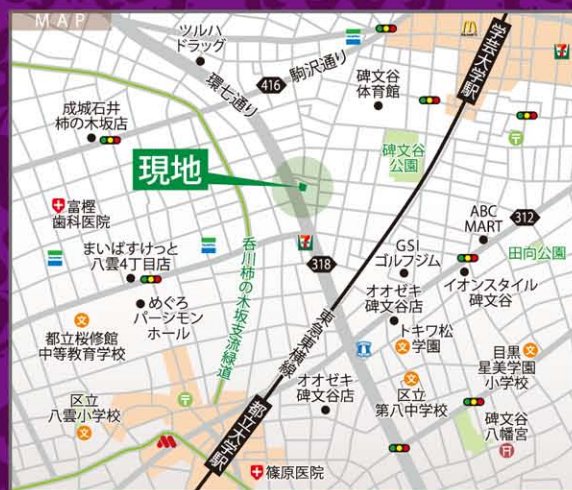 MAP
ツルハ
ドラッグ
環七通り
416
駒沢通り
学芸大学駅
碑文谷
体育館
成城石井
柿の木坂店
現地
碑文谷
公園
富樫
歯科医院
ABC
MART
312
まいばすけっと
八雲4丁目店
呑川柿の木坂支流緑道
318
GSI
ゴルフジム
田向公園
イオンスタイル
碑文谷
めぐろ
パーシモン
ホール
東急東横線
オオゼキ
碑文谷店
トキワ松
学園
都立桜修館
中等教育学校
目黒
星美学園
小学校
オオゼキ
碑文谷店
区立
第八中学校
区立
八雲小学校
都立大学駅
碑文谷
八幡宮
篠原医院